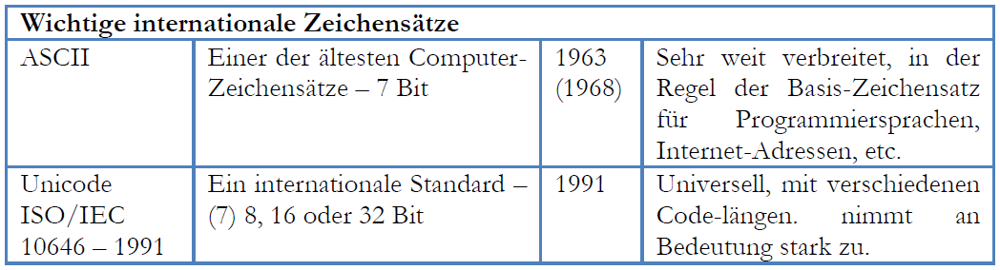 Wichtige internationale Zeichensätze
ASCII
Einer der ältesten Computer-
Zeichensätze – 7 Bit
1963
(1968)
Sehr weit verbreitet, in der
Regel der Basis-Zeichensatz
für Programmiersprachen,
Internet-Adressen, etc.
Unicode
ISO/IEC
10646 – 1991
Ein internationale Standard –
(7) 8, 16 oder 32 Bit
1991
Universell, mit verschiedenen
Code-längen. nimmt an
Bedeutung stark zu.